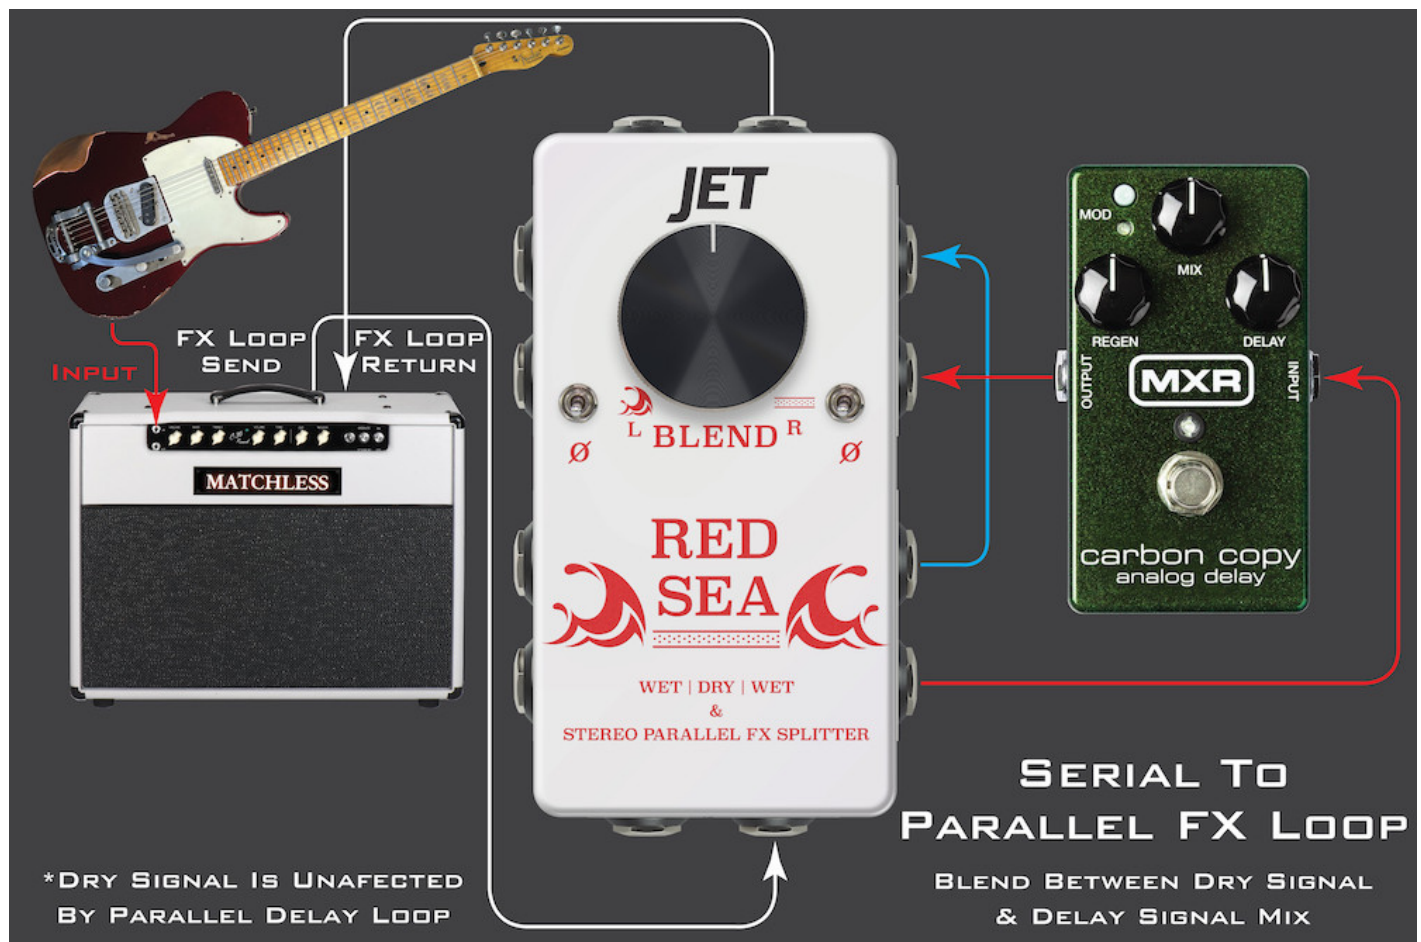 JET
MOD
MIX
REGEN
DELAY
FX LOOP
SEND
FX LOOP
RETURN
INPUT
OUTPUT
MXR
INPUT
L BLEND R
Ø
Ø
MATCHLESS
RED
SEA
carbon copy
analog delay
WET | DRY | WET
&
STEREO PARALLEL FX SPLITTER
SERIAL TO
PARALLEL FX LOOP
*DRY SIGNAL IS UNAFECTED
BY PARALLEL DELAY LOOP
BLEND BETWEEN DRY SIGNAL
& DELAY SIGNAL MIX